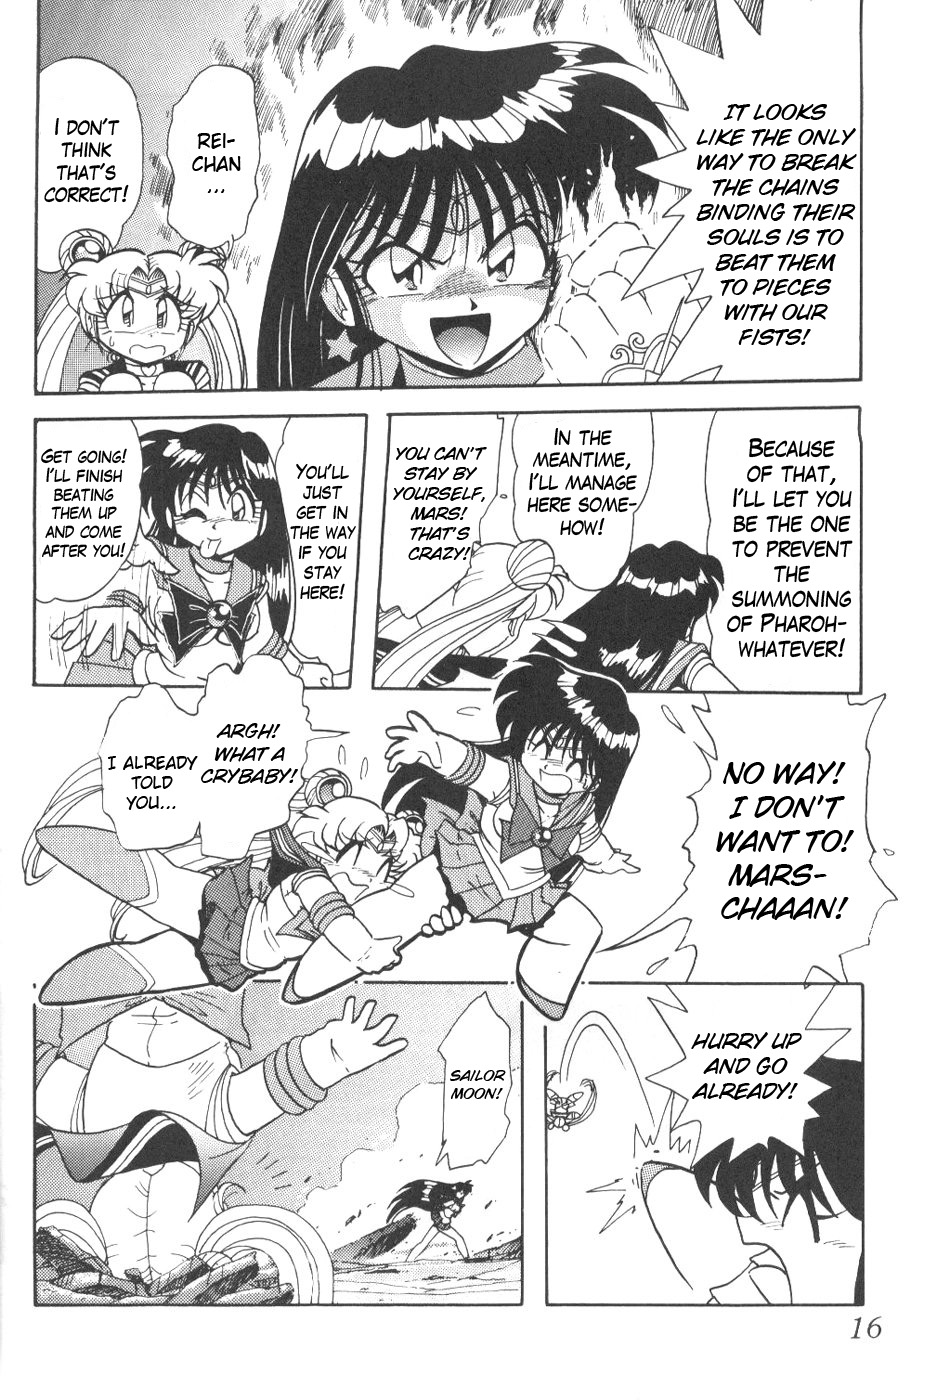 IT LOOKS
LIKE THE ONLY
WAY TO BREAK
THE CHAINS
BINDING THEIR
SOULS IS TO
BEAT THEM
TO PIECES
WITH OUR
FISTS!
REI-
CHAN
...
I DON'T
THINK
THAT'S
CORRECT!
BECAUSE
OF THAT,
I'LL LET YOU
BE THE ONE
TO PREVENT
THE
SUMMONING
OF PHAROH-
WHATEVER!
IN THE
MEANTIME,
I'LL MANAGE
HERE SOME-
HOW!
YOU CAN'T
STAY BY
YOURSELF,
MARS!
THAT'S
CRAZY!
YOU'LL
JUST
GET IN
THE WAY
IF YOU
STAY
HERE!
GET GOING!
I'LL FINISH
BEATING
THEM UP
AND COME
AFTER YOU!
NO WAY!
I DON'T
WANT TO!
MARS-
CHAAAN!
ARGH!
WHAT A
CRYBABY!
I ALREADY
TOLD
YOU...
HURRY UP
AND GO
ALREADY!
SAILOR
MOON!
16